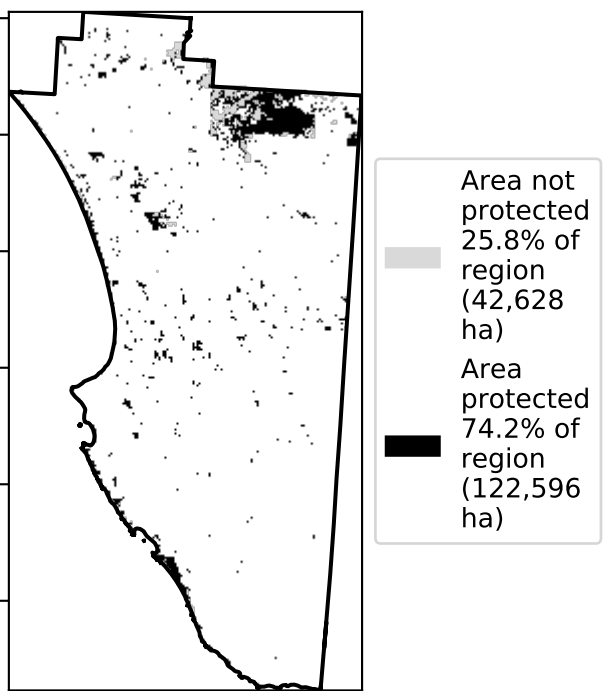 Area not
protected
25.8% of
region
(42,628
ha)
Area
protected
74.2% of
region
(122,596
ha)